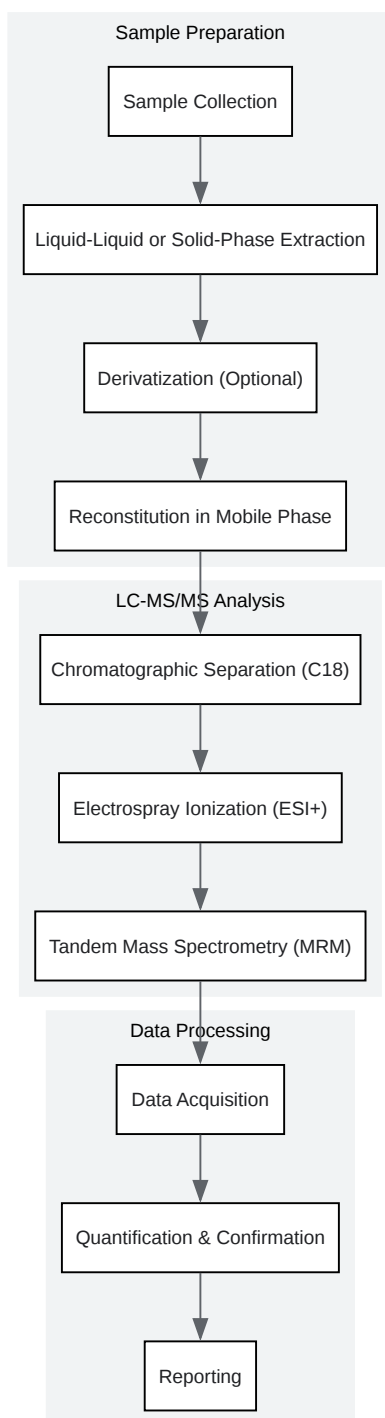 Sample Preparation
Sample Collection
Liquid-Liquid or Solid-Phase Extraction
Derivatization (Optional)
Reconstitution in Mobile Phase
LC-MS/MS Analysis
Chromatographic Separation (C18)
Electrospray Ionization (ESI+)
Tandem Mass Spectrometry (MRM)
Data Processing
Data Acquisition
Quantification & Confirmation
Reporting